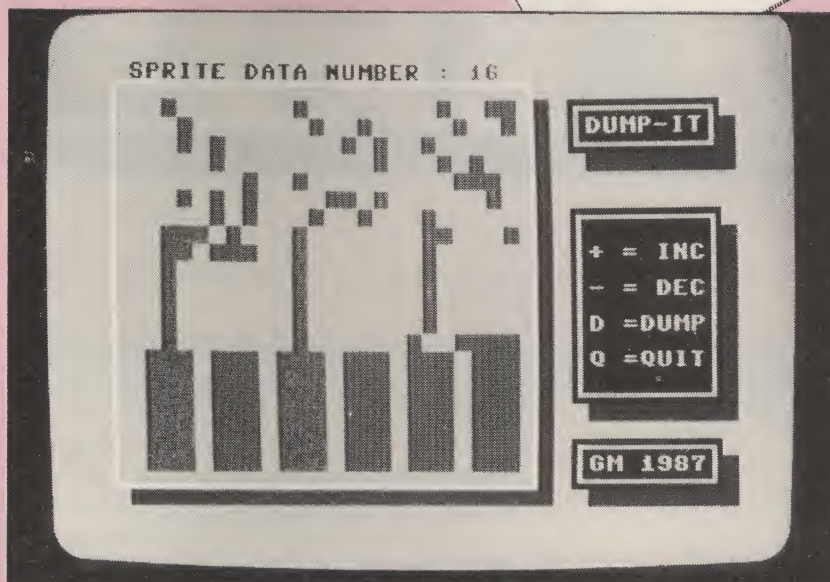 SPRITE DATA NUMBER : 16
DUMP-IT
+ = INC
- = DEC
D =DUMP
Q =QUIT
GM 1987